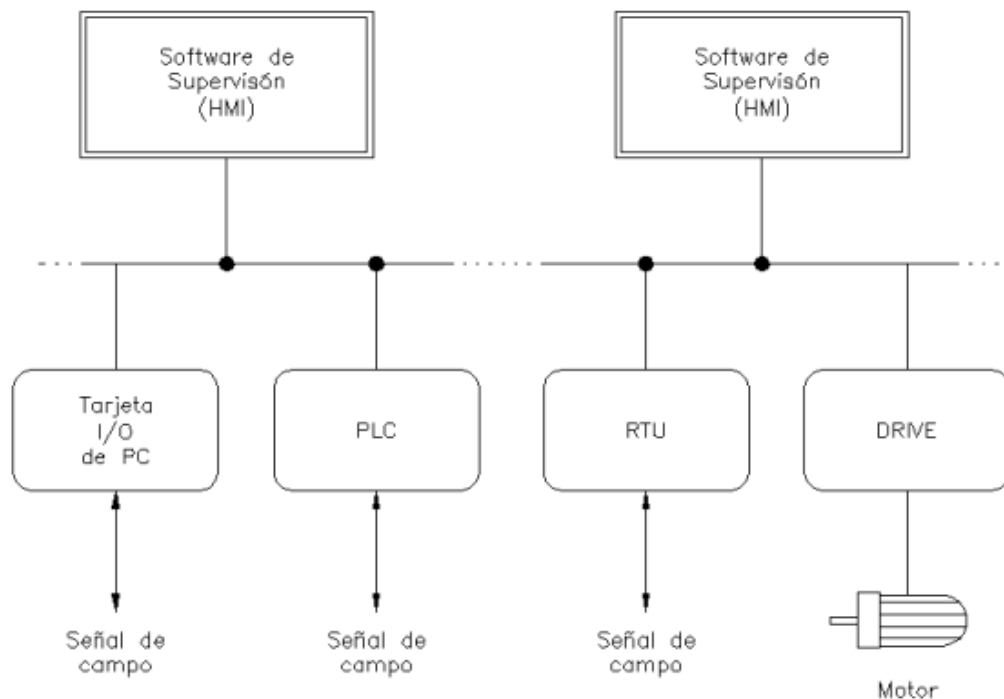 Software de
Supervisón
(HMI)
Software de
Supervisón
(HMI)
Tarjeta
I/O
de PC
PLC
RTU
DRIVE
Señal de
campo
Señal de
campo
Señal de
campo
Motor